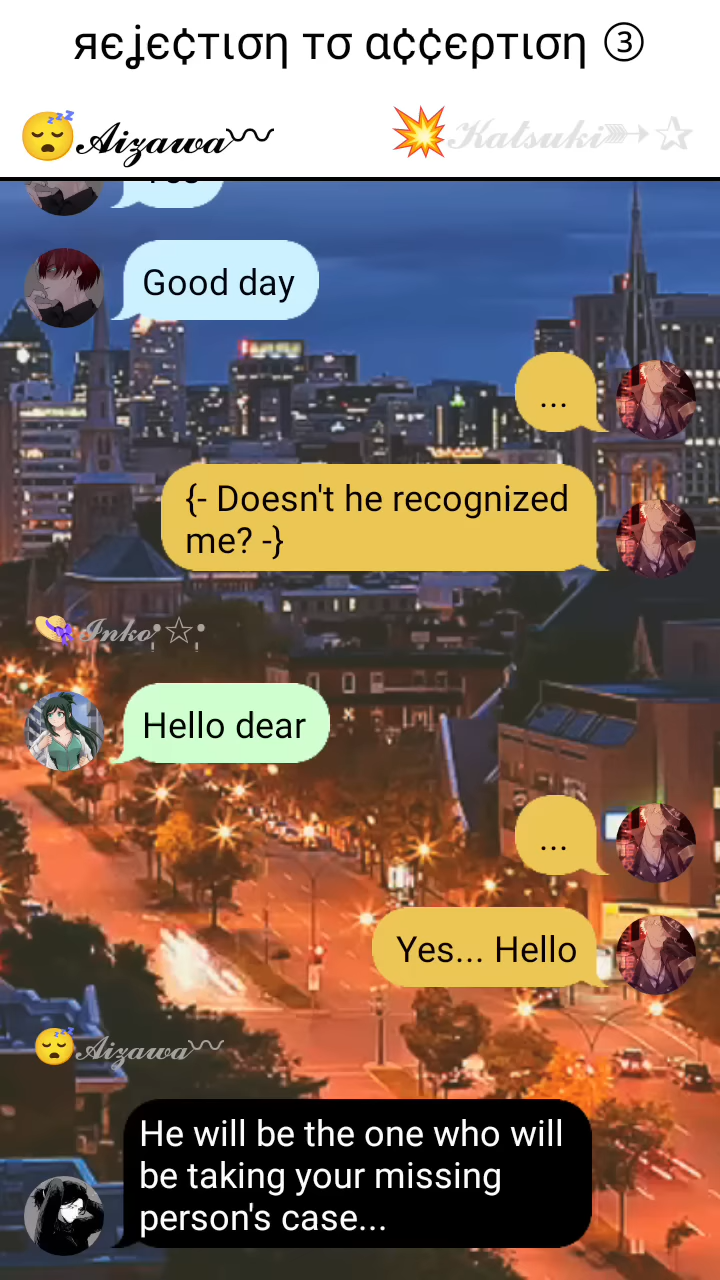 яєʝє¢тιση тσ α¢¢єρтιση ③
😴𝓐𝓲𝔃𝓪𝔀𝓪〰
💥𝓚𝓪𝓽𝓼𝓾𝓴𝓲➳☆
Good day
...
{- Doesn't he recognized
me? -}
👒𝓘𝓷𝓴𝓸☆
Hello dear
...
Yes... Hello
😴𝓐𝓲𝔃𝓪𝔀𝓪〰
He will be the one who will
be taking your missing
person's case...